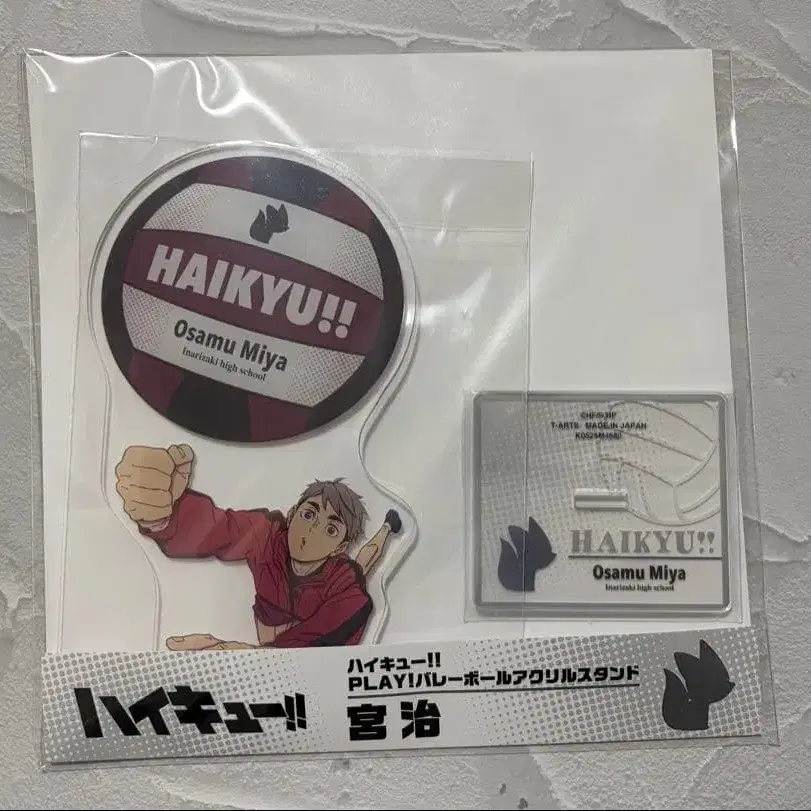 HAIKYU!!
Osamu Miya
Inarizaki high school
T-ARTS MADE IN JAPAN
HAIKYU!!
Osamu Miya
Inarizaki high school
ハイキュー!!
ハイキュー!!
PLAY!バレーボールアクリルスタンド
宮 治